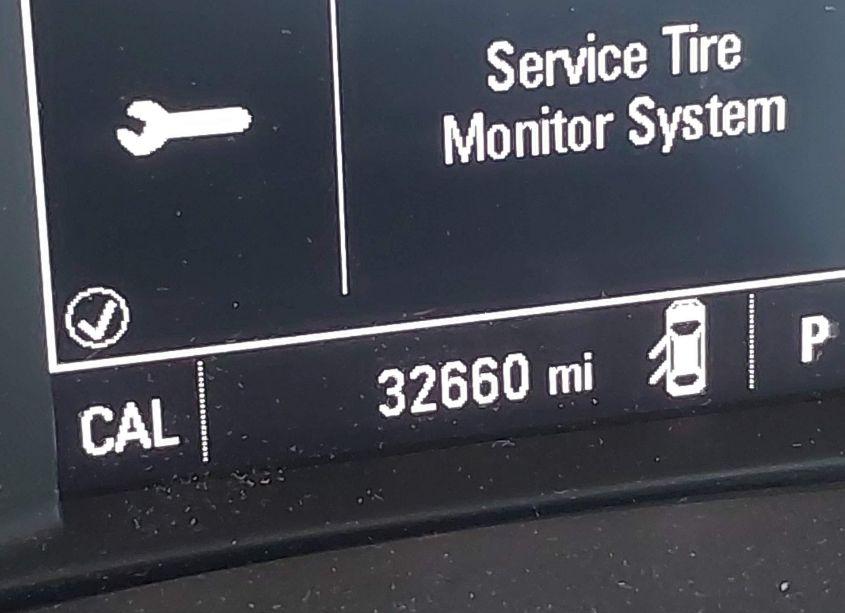 Service Tire
Monitor System
CAL
32660 mi
P